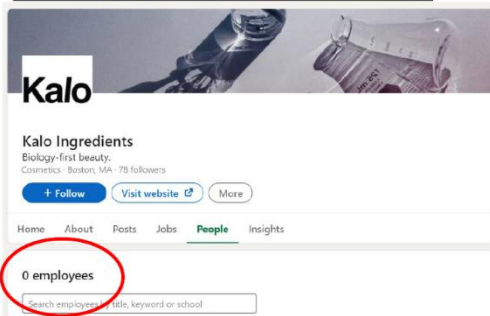 Kalo
Kalo Ingredients
Biology-first beauty.
Cosmetics · Boston, MA · 78 followers
+ Follow Visit website More
Home About Posts Jobs People Insights
0 employees
Search employees by title, keyword or school